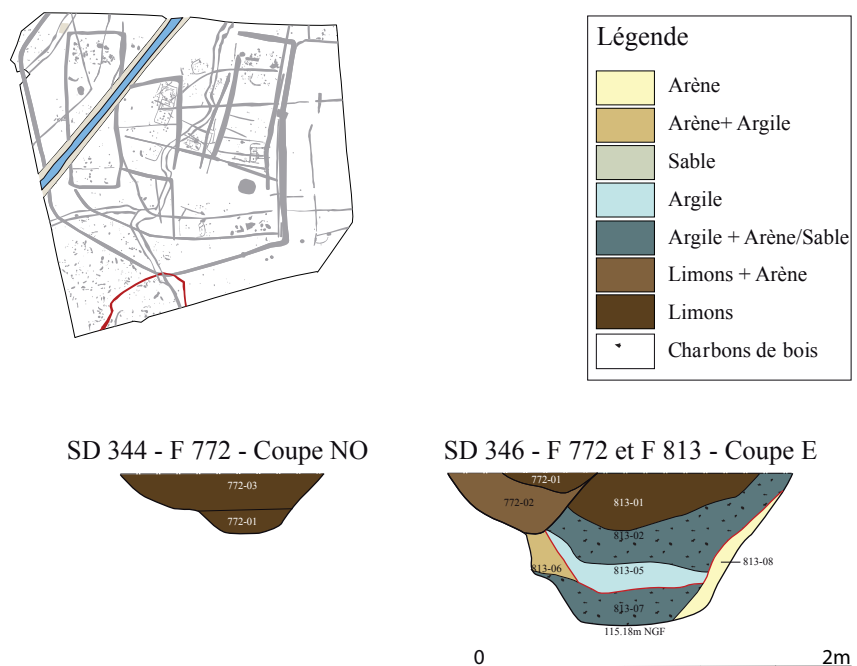 Légende
Arène
Arène+ Argile
Sable
Argile
Argile + Arène/Sable
Limons + Arène
Limons
Charbons de bois
SD 344 - F 772 - Coupe NO
772-03
772-01
SD 346 - F 772 et F 813 - Coupe E
772-01
772-02
813-01
813-02
813-05
813-06
813-08
813-07
115.18m NGF
0 2m